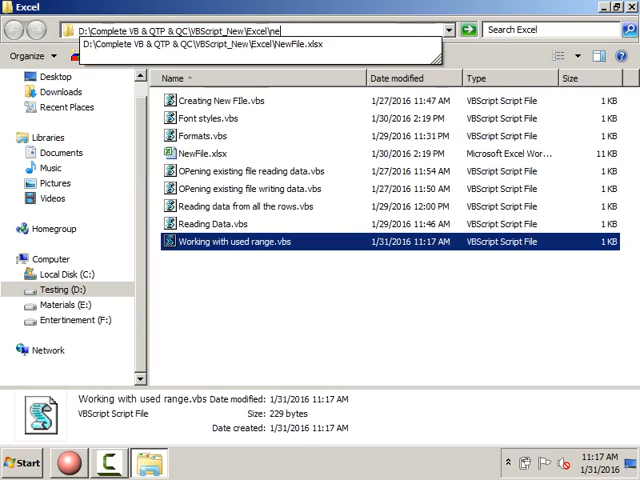 Excel
D:\Complete VB & QTP & QC\VBScript_New\Excel\ne
Search Excel
D:\Complete VB & QTP & QC\VBScript_New\Excel\NewFile.xlsx
Organize
Desktop
Downloads
Recent Places
Libraries
Documents
Music
Pictures
Videos
Homegroup
Computer
Local Disk (C:)
Testing (D:)
Materials (E:)
Entertinement (F:)
Network
Name Date modified Type Size
Creating New FIle.vbs 1/27/2016 11:47 AM VBScript Script File 1 KB
Font styles.vbs 1/30/2016 2:19 PM VBScript Script File 1 KB
Formats.vbs 1/29/2016 11:31 PM VBScript Script File 1 KB
NewFile.xlsx 1/30/2016 2:19 PM Microsoft Excel Wor... 11 KB
OPening existing file reading data.vbs 1/27/2016 11:54 AM VBScript Script File 1 KB
OPening existing file writing data.vbs 1/27/2016 11:50 AM VBScript Script File 1 KB
Reading data from all the rows.vbs 1/29/2016 12:00 PM VBScript Script File 1 KB
Reading Data.vbs 1/29/2016 11:46 AM VBScript Script File 1 KB
Working with used range.vbs 1/31/2016 11:17 AM VBScript Script File 1 KB
Working with used range.vbs Date modified: 1/31/2016 11:17 AM
VBScript Script File Size: 229 bytes
Date created: 1/31/2016 11:17 AM
Start
11:17 AM
1/31/2016